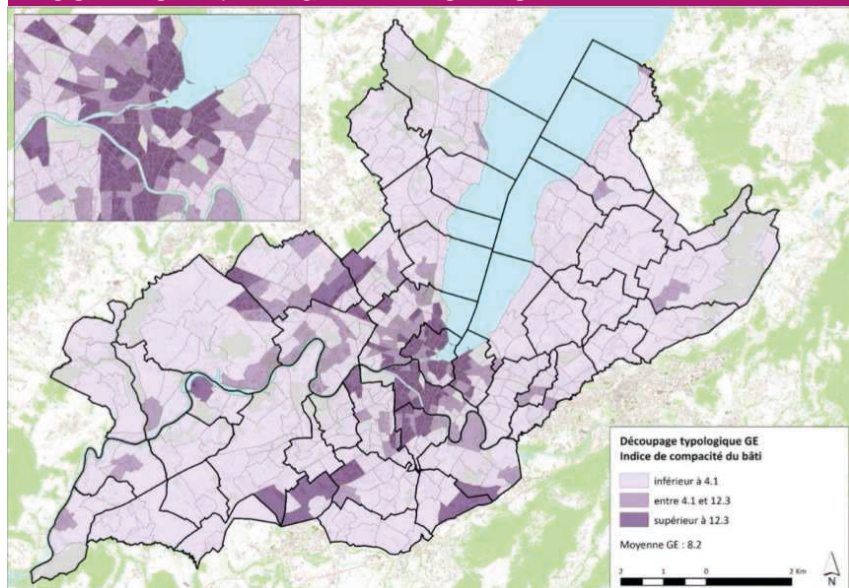 Découpage typologique GE
Indice de compacité du bâti
inférieur à 4.1
entre 4.1 et 12.3
supérieur à 12.3
Moyenne GE : 8.2
2 1 0 2 Km
N